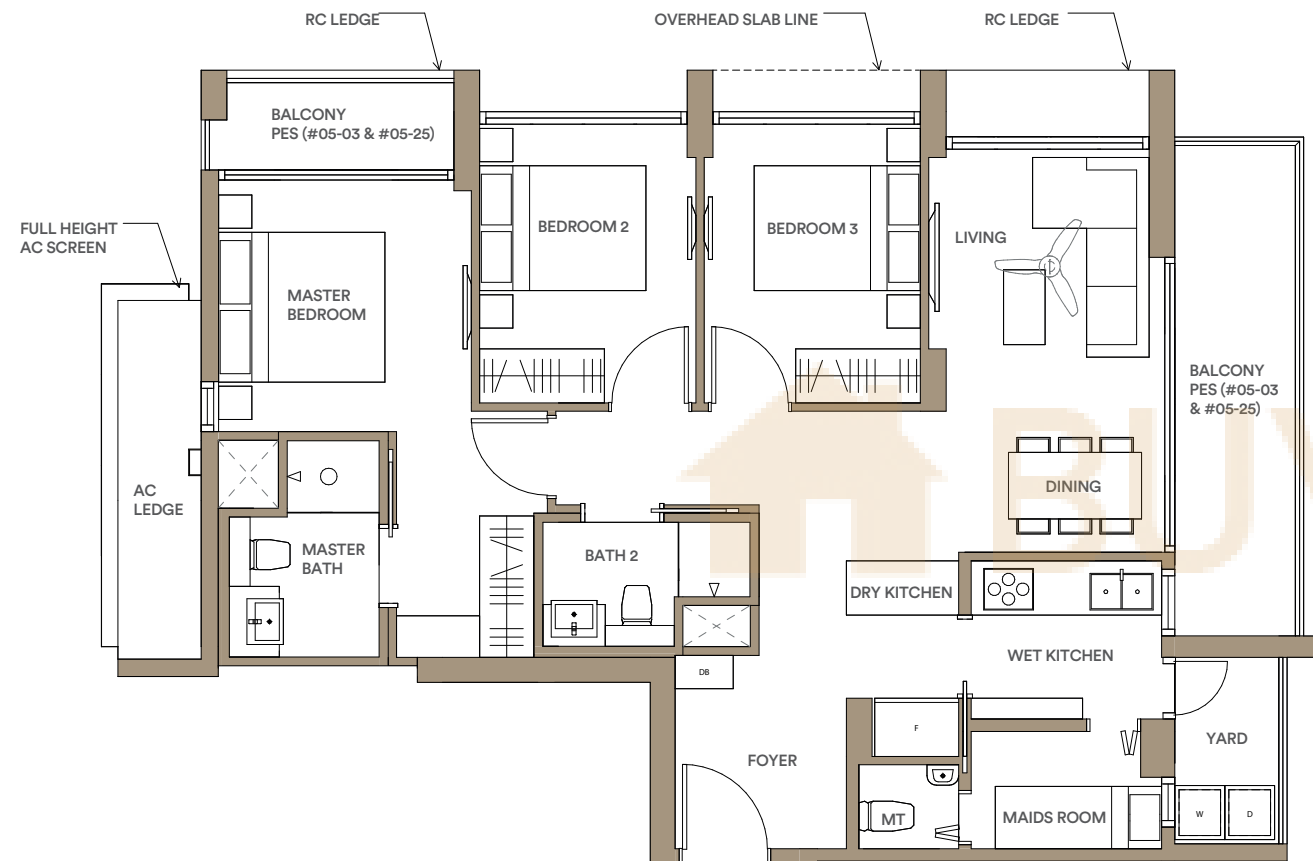 RC LEDGE
OVERHEAD SLAB LINE
RC LEDGE
BALCONY
PES (#05-03 & #05-25)
FULL HEIGHT
AC SCREEN
BEDROOM 2
BEDROOM 3
LIVING
MASTER
BEDROOM
BALCONY
PES (#05-03
& #05-25)
AC
LEDGE
DINING
MASTER
BATH
BATH 2
DRY KITCHEN
WET KITCHEN
DB
F
YARD
FOYER
MT
MAIDS ROOM
W
D
BUY